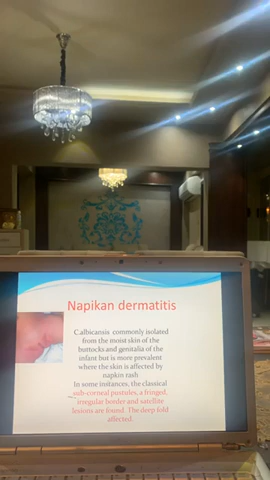 Napikan dermatitis
C.albicansis commonly isolated
from the moist skin of the
buttocks and genitalia of the
infant but is more prevalent
where the skin is affected by
napkin rash
In some instances, the classical
sub-corneal pustules, a fringed,
irregular border and satellite
lesions are found. The deep fold
affected.